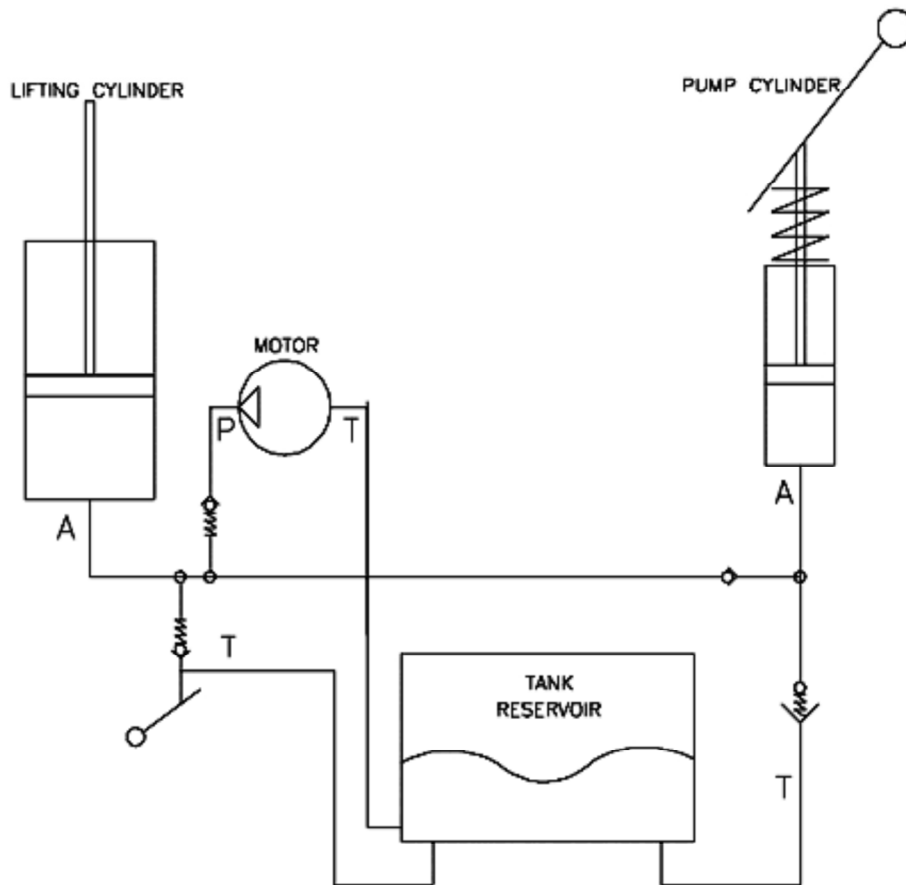 PUMP CYLINDER
LIFTING CYLINDER
MOTOR
P
T
A
A
T
TANK
RESERVOIR
T